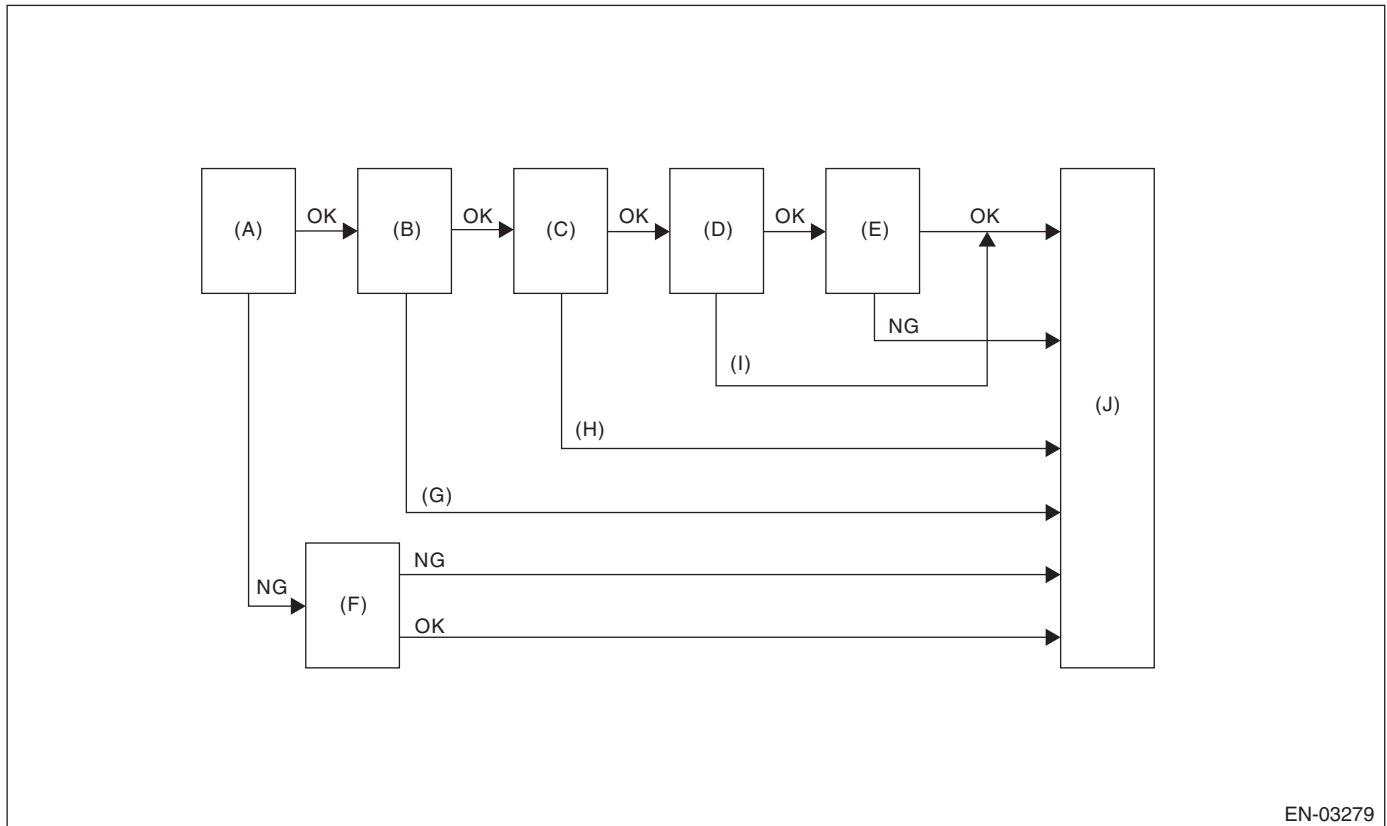 (A) OK (B) OK (C) OK (D) OK (E) OK
NG
(I)
(J)
(H)
(G)
NG
NG
(F)
OK
EN-03279